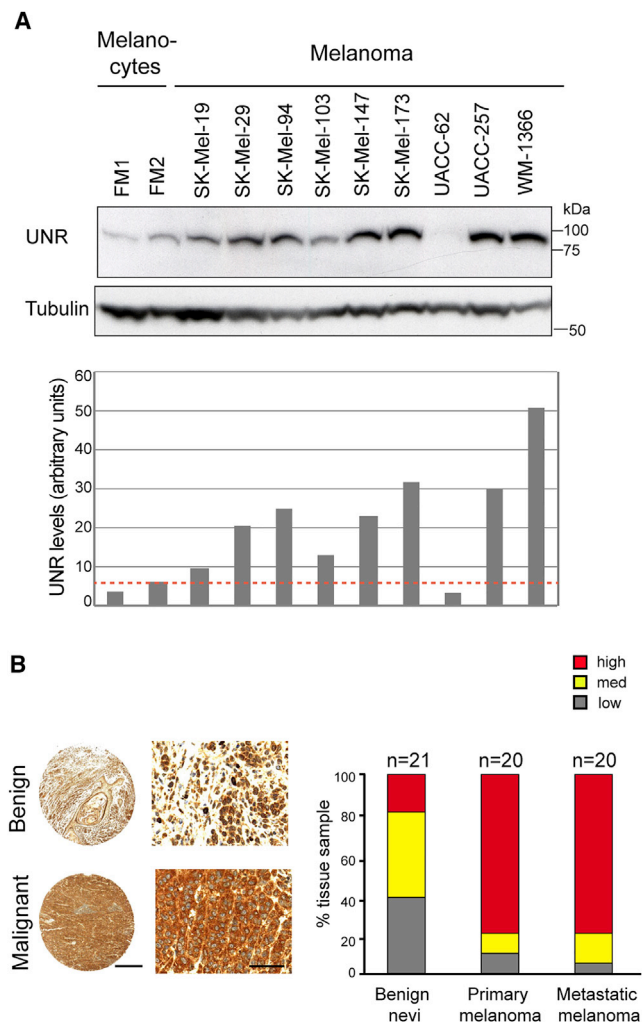 A
Melano-
cytes
Melanoma
FM1
FM2
SK-Mel-19
SK-Mel-29
SK-Mel-94
SK-Mel-103
SK-Mel-147
SK-Mel-173
UACC-62
UACC-257
WM-1366
kDa
UNR
100
75
Tubulin
50
UNR levels (arbitrary units)
60
50
40
30
20
10
0
B
high
med
low
Benign
Malignant
n=21
n=20
n=20
% tissue sample
100
80
60
40
20
0
Benign
nevi
Primary
melanoma
Metastatic
melanoma